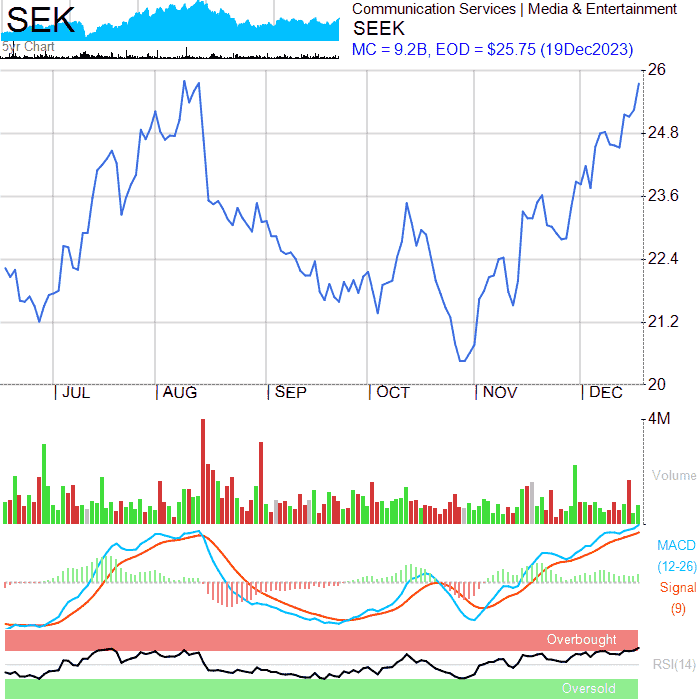 SEK
5yr Chart
Communication Services | Media & Entertainment
SEEK
MC = 9.2B, EOD = $25.75 (19Dec2023)
26
24.8
23.6
22.4
21.2
20
JUL AUG SEP OCT NOV DEC
4M
Volume
MACD
(12-26)
Signal
(9)
Overbought
RSI(14)
Oversold